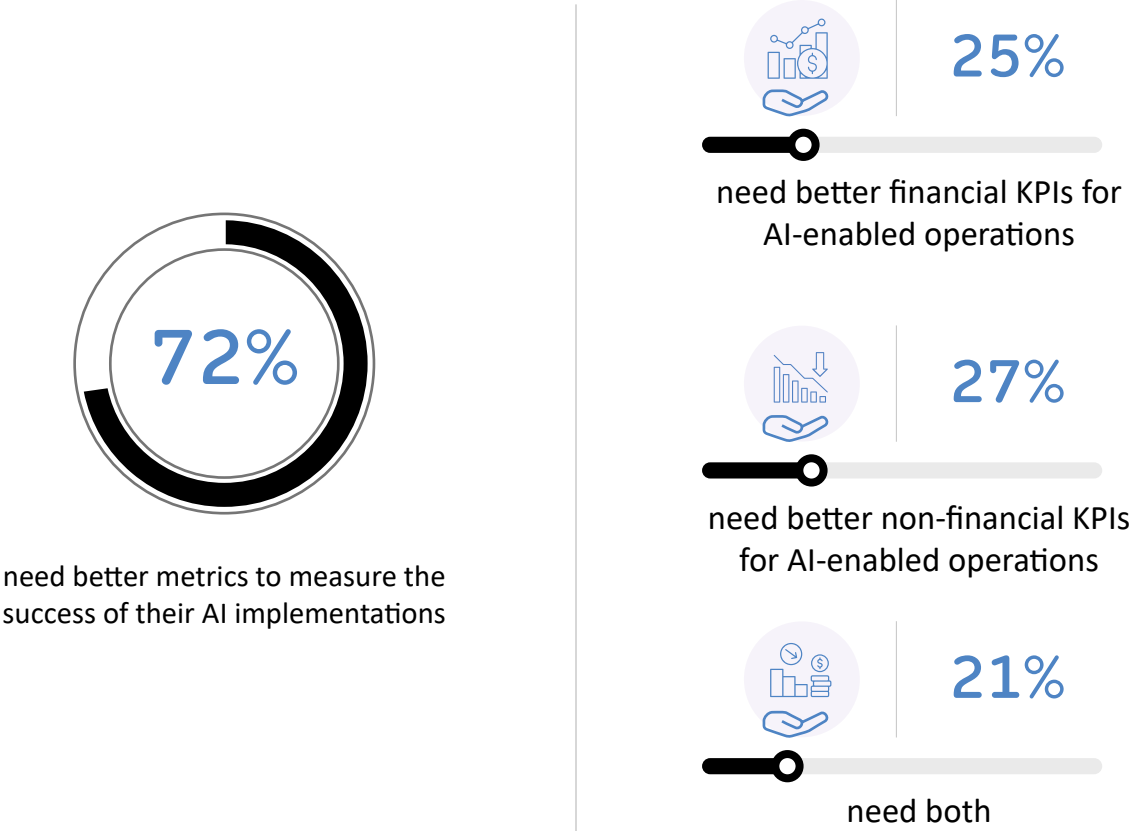 72%
need better metrics to measure the
success of their AI implementations
$
25%
need better financial KPIs for
AI-enabled operations
27%
need better non-financial KPIs
for AI-enabled operations
$
21%
need both